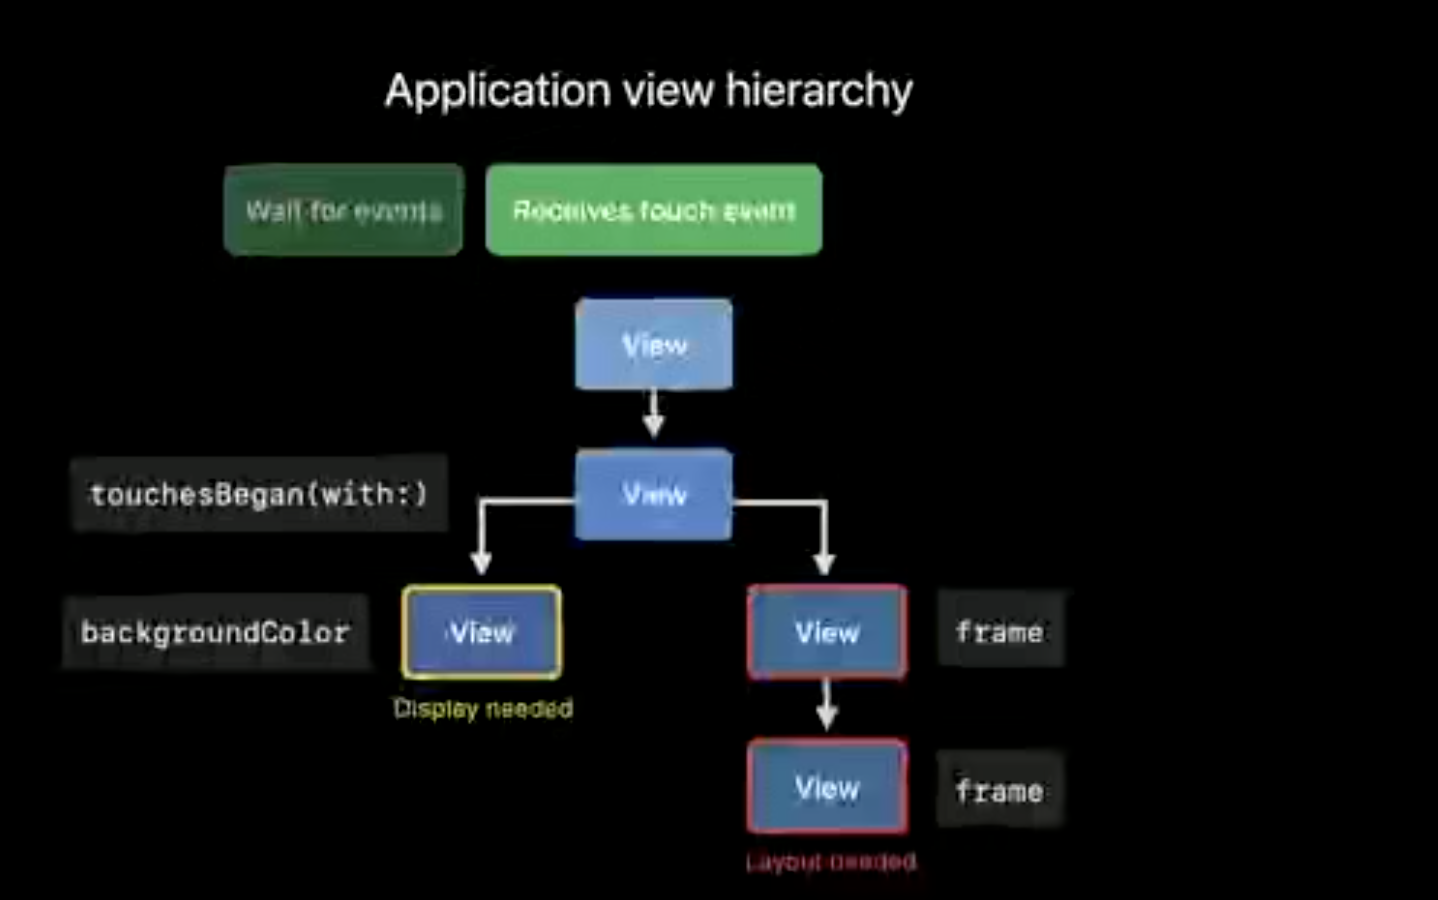 Application view hierarchy
Wait for events
Receives touch event
View
touchesBegan(with:)
View
backgroundColor
View
View
frame
Display needed
View
frame
Layout needed